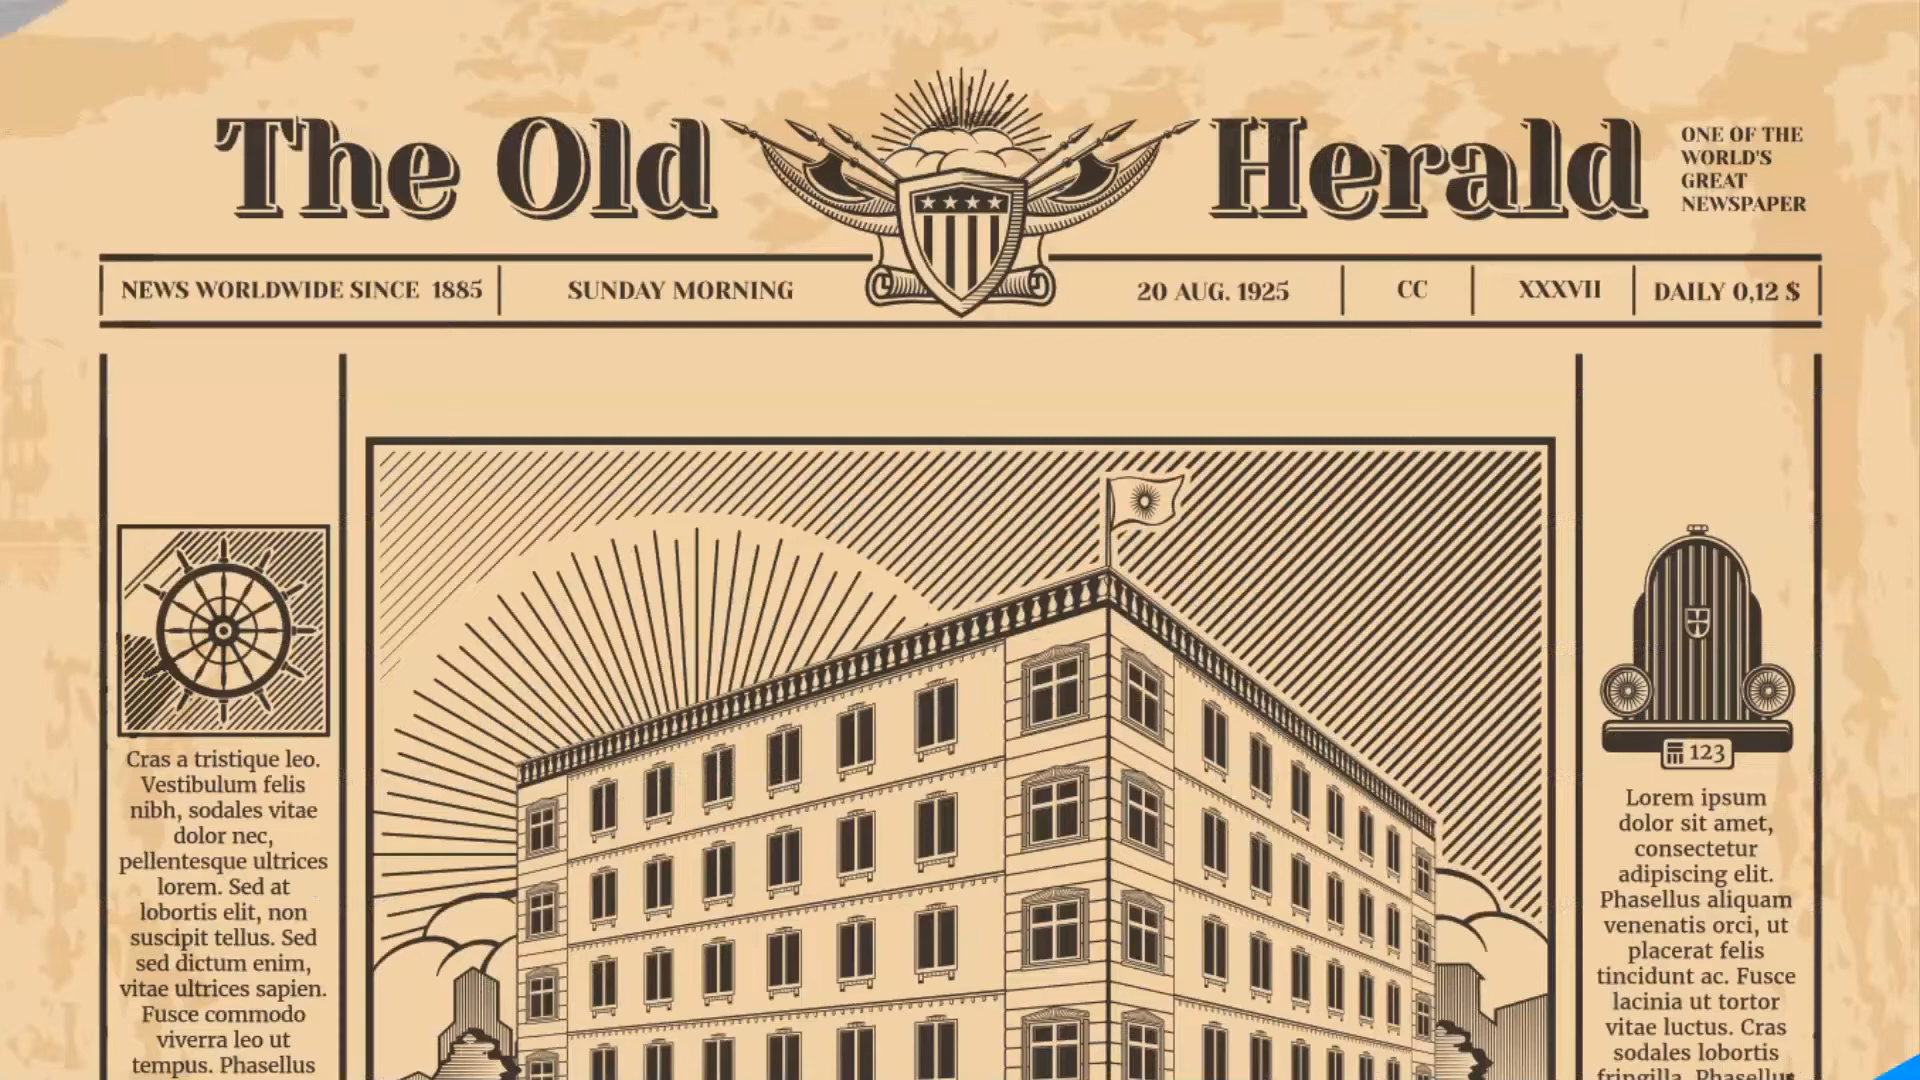 The Old Herald
ONE OF THE
WORLD'S
GREAT
NEWSPAPER
NEWS WORLDWIDE SINCE 1885
SUNDAY MORNING
20 AUG. 1925
CC
XXXVII
DAILY 0,12 $
Cras a tristique leo.
Vestibulum felis
nibh, sodales vitae
dolor nec,
pellentesque ultrices
lorem. Sed at
lobortis elit, non
suscipit tellus. Sed
sed dictum enim,
vitae ultrices sapien.
Fusce commodo
viverra leo ut
tempus. Phasellus
123
Lorem ipsum
dolor sit amet,
consectetur
adipiscing elit.
Phasellus aliquam
venenatis orci, ut
placerat felis
tincidunt ac. Fusce
lacinia ut tortor
vitae luctus. Cras
sodales lobortis
fringilla. Phasellus